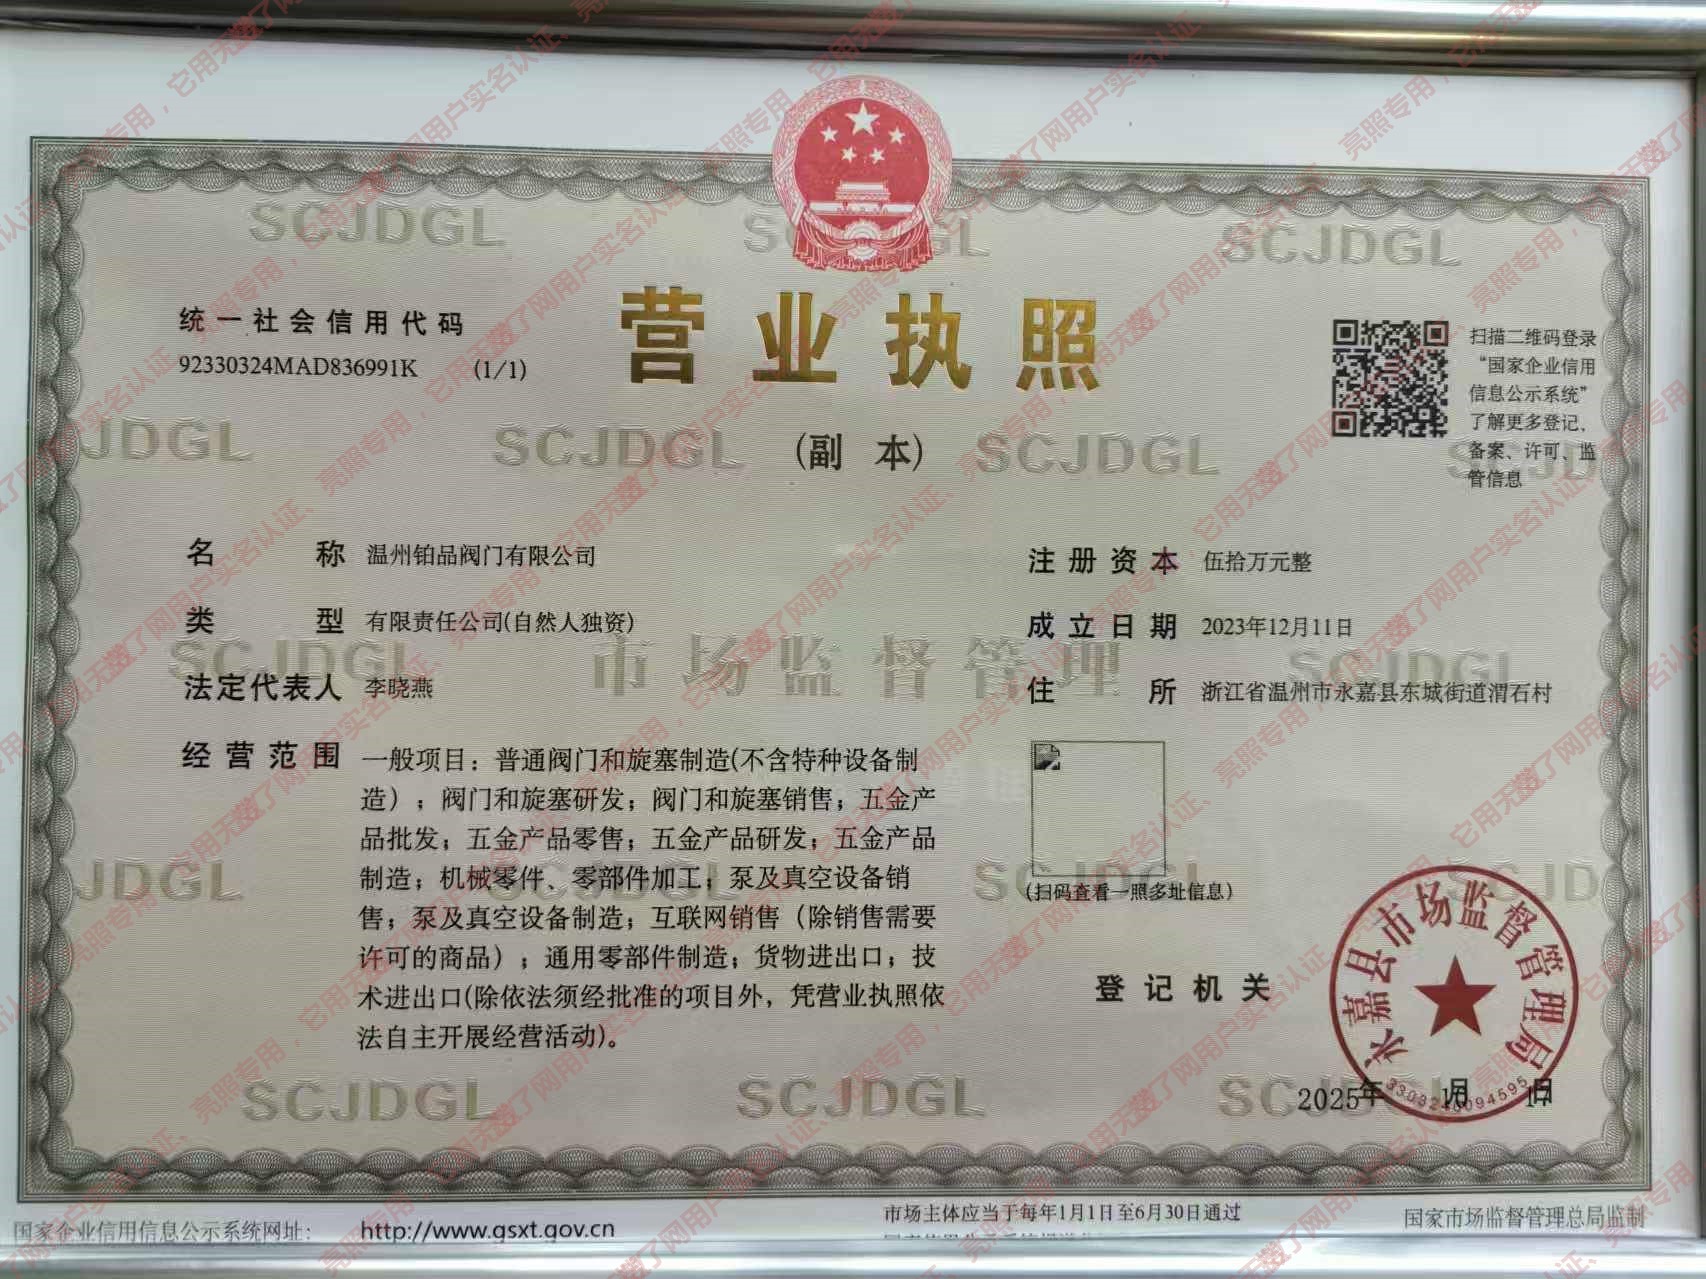 统一社会信用代码
92330324MAD836991K (1/1)
营业执照
(副 本)
扫描二维码登录
“国家企业信用
信息公示系统”
了解更多登记、
备案、许可、监
管信息
名 称 温州铂品阀门有限公司
类 型 有限责任公司(自然人独资)
法定代表人 李晓燕
经营范围 一般项目：普通阀门和旋塞制造(不含特种设备制
造）；阀门和旋塞研发；阀门和旋塞销售；五金产
品批发；五金产品零售；五金产品研发；五金产品
制造；机械零件、零部件加工；泵及真空设备销
售；泵及真空设备制造；互联网销售（除销售需要
许可的商品）；通用零部件制造；货物进出口；技
术进出口(除依法须经批准的项目外，凭营业执照依
法自主开展经营活动)。
注册资本 伍拾万元整
成立日期 2023年12月11日
住 所 浙江省温州市永嘉县东城街道渭石村
(扫码查看一照多址信息)
登记机关
永嘉县市场监督管理局
3303240094595
2025年 月 日
SCJDGL
市场监督管理
国家企业信用信息公示系统网址： http://www.gsxt.gov.cn
市场主体应当于每年1月1日至6月30日通过
国家市场监督管理总局监制